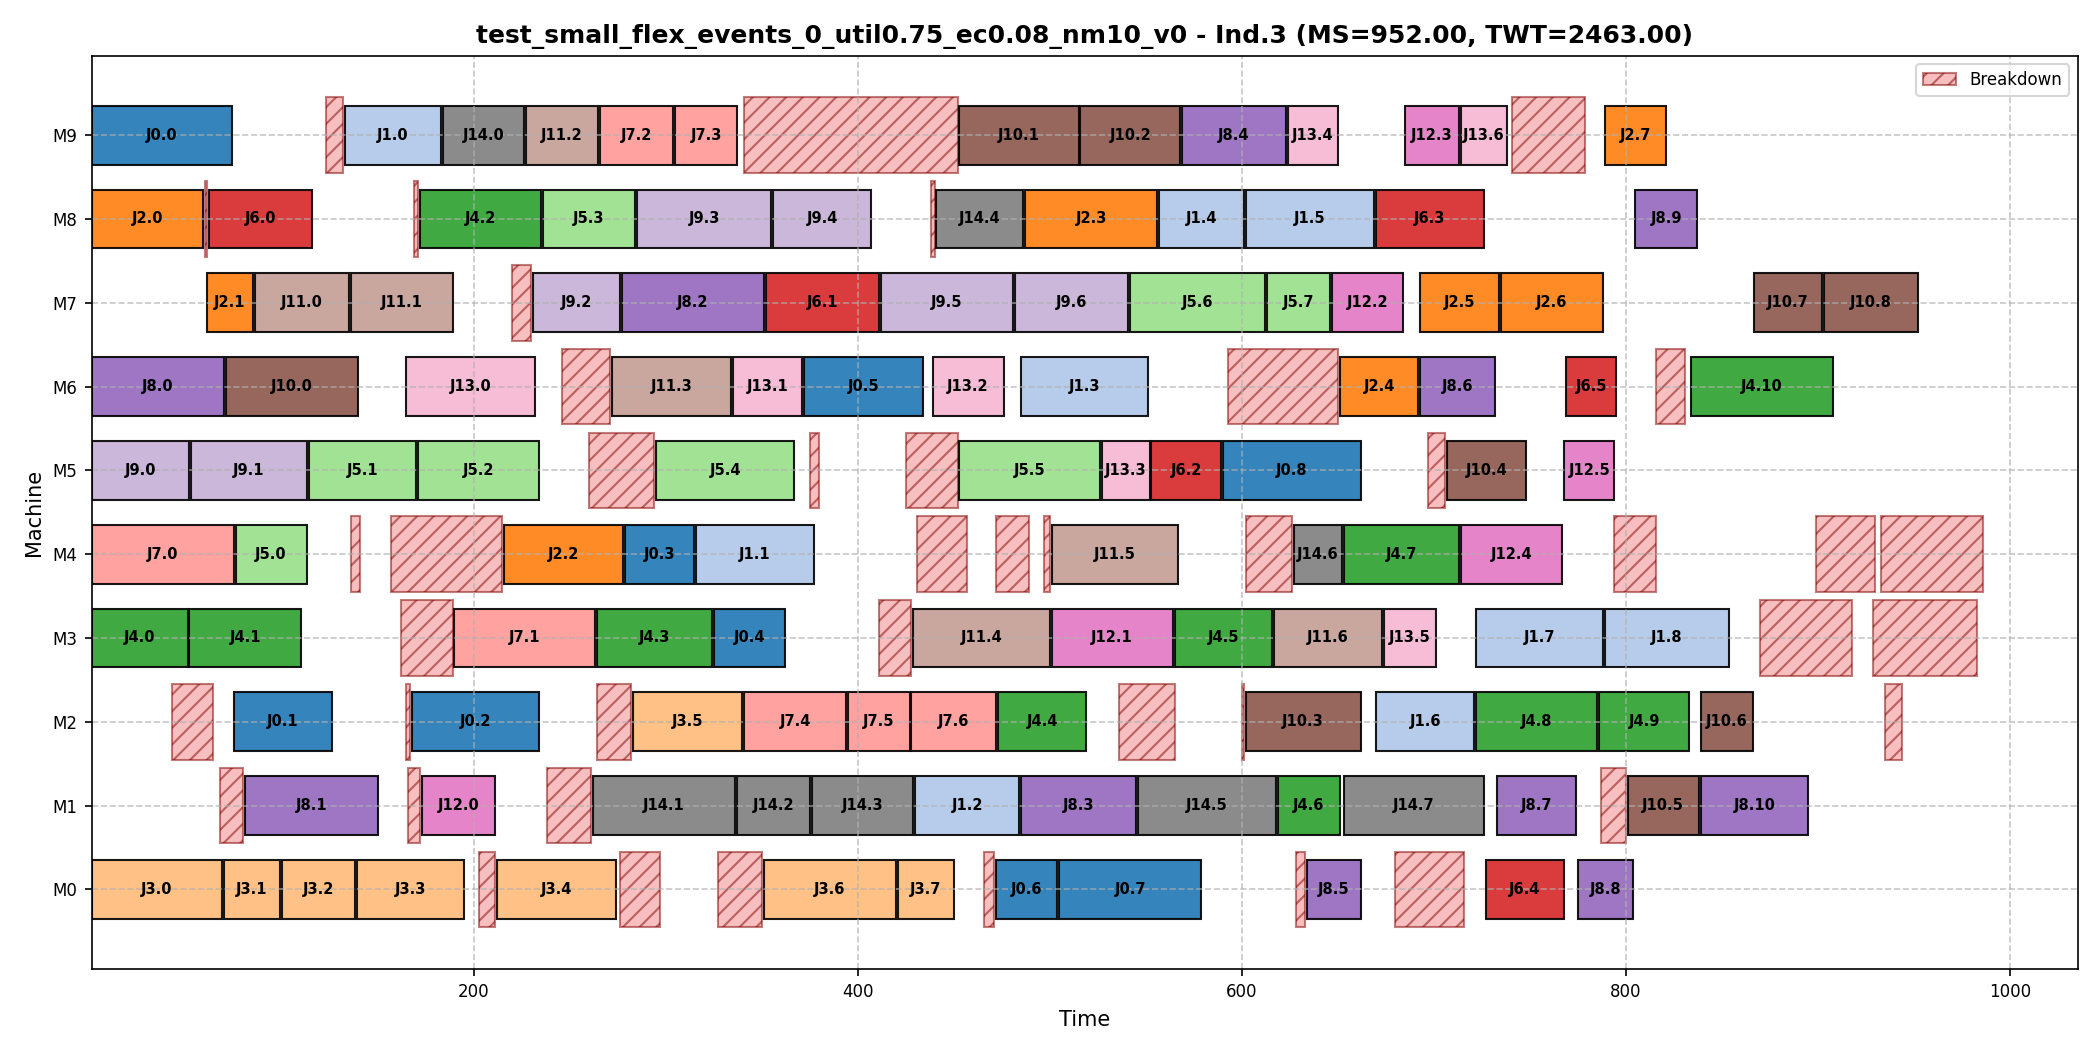 test_small_flex_events_0_util0.75_ec0.08_nm10_v0 - Ind.3 (MS=952.00, TWT=2463.00)
Breakdown
Machine
M9 J0.0 J1.0 J14.0 J11.2 J7.2 J7.3 J10.1 J10.2 J8.4 J13.4 J12.3 J13.6 J2.7
M8 J2.0 J6.0 J4.2 J5.3 J9.3 J9.4 J14.4 J2.3 J1.4 J1.5 J6.3 J8.9
M7 J2.1 J11.0 J11.1 J9.2 J8.2 J6.1 J9.5 J9.6 J5.6 J5.7 J12.2 J2.5 J2.6 J10.7 J10.8
M6 J8.0 J10.0 J13.0 J11.3 J13.1 J0.5 J13.2 J1.3 J2.4 J8.6 J6.5 J4.10
M5 J9.0 J9.1 J5.1 J5.2 J5.4 J5.5 J13.3 J6.2 J0.8 J10.4 J12.5
M4 J7.0 J5.0 J2.2 J0.3 J1.1 J11.5 J14.6 J4.7 J12.4
M3 J4.0 J4.1 J7.1 J4.3 J0.4 J11.4 J12.1 J4.5 J11.6 J13.5 J1.7 J1.8
M2 J0.1 J0.2 J3.5 J7.4 J7.5 J7.6 J4.4 J10.3 J1.6 J4.8 J4.9 J10.6
M1 J8.1 J12.0 J14.1 J14.2 J14.3 J1.2 J8.3 J14.5 J4.6 J14.7 J8.7 J10.5 J8.10
M0 J3.0 J3.1 J3.2 J3.3 J3.4 J3.6 J3.7 J0.6 J0.7 J8.5 J6.4 J8.8
200 400 600 800 1000
Time